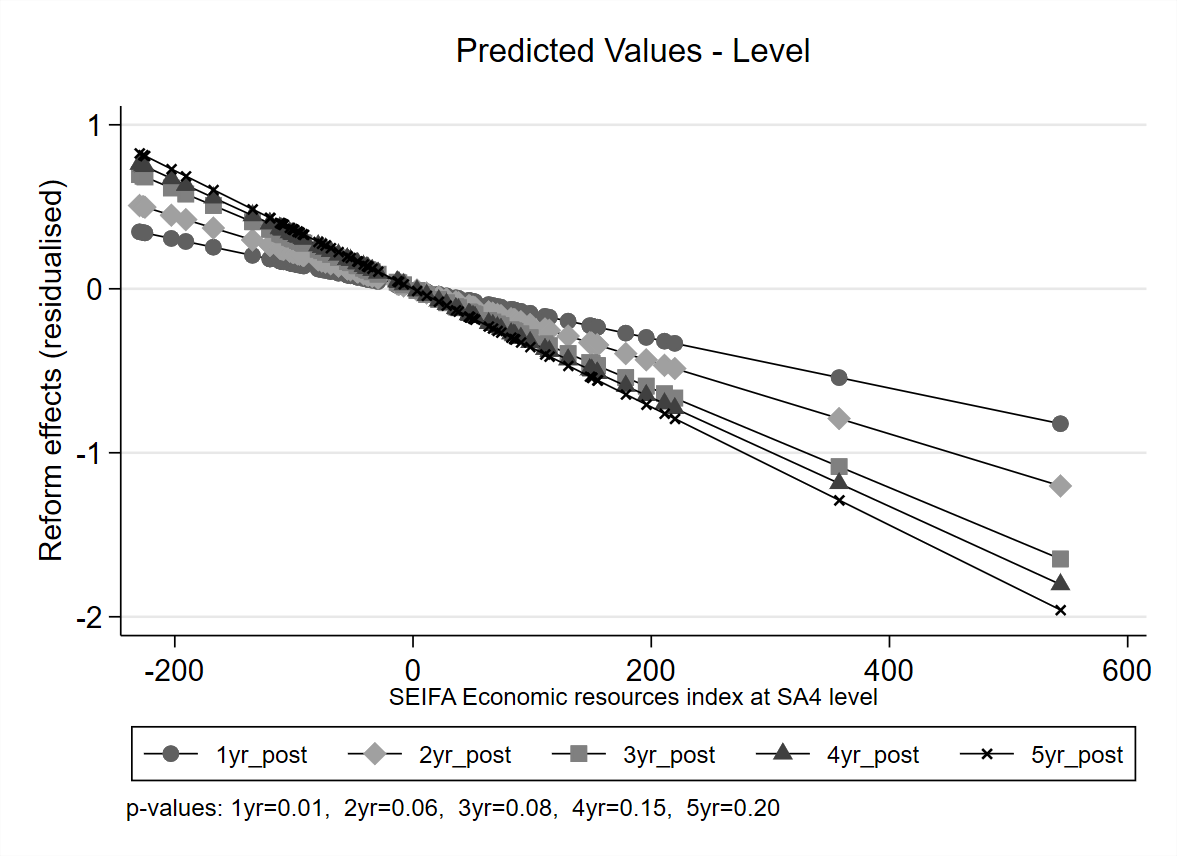 Predicted Values - Level
Reform effects (residualised)
1
0
-1
-2
-200 0 200 400 600
SEIFA Economic resources index at SA4 level
1yr_post 2yr_post 3yr_post 4yr_post 5yr_post
p-values: 1yr=0.01,  2yr=0.06,  3yr=0.08,  4yr=0.15,  5yr=0.20